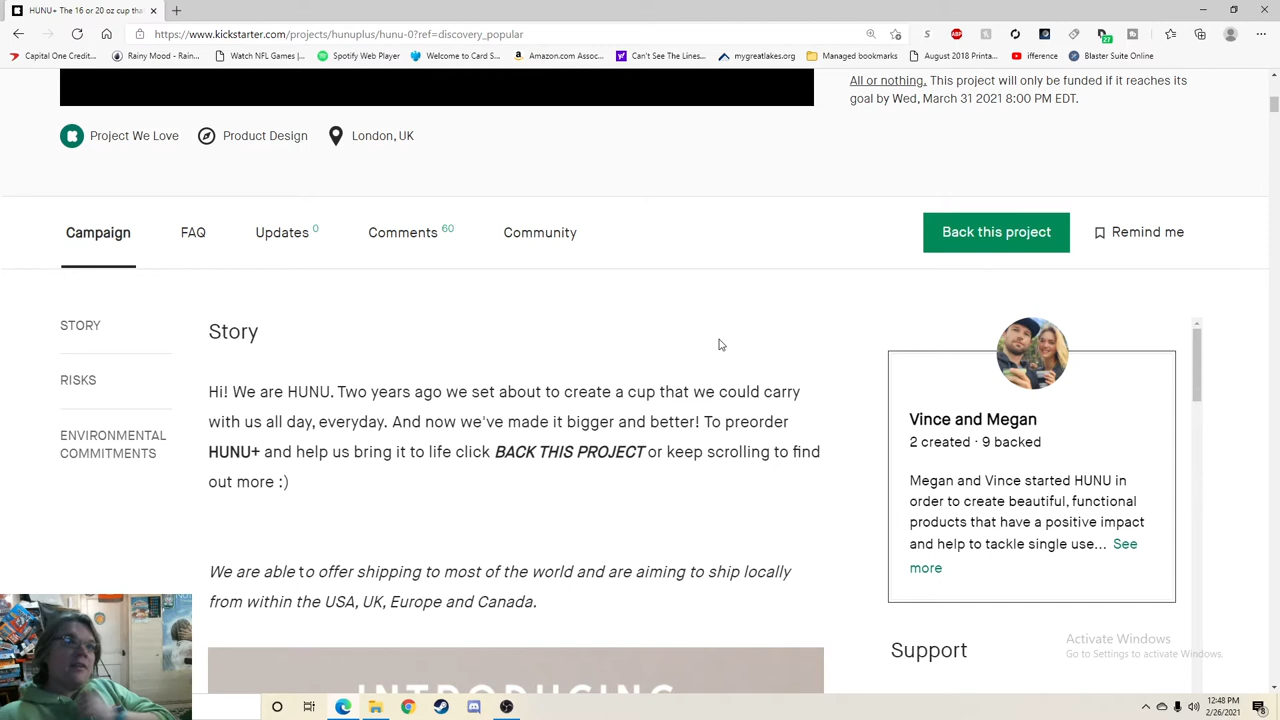 HUNU+ The 16 or 20 oz cup tha
https://www.kickstarter.com/projects/hunuplus/hunu-0?ref=discovery_popular
Capital One Credit...
Rainy Mood - Rain...
Watch NFL Games |...
Spotify Web Player
Welcome to Card S...
Amazon.com Assoc...
Can't See The Lines...
mygreatlakes.org
Managed bookmarks
August 2018 Printa...
ifference
Blaster Suite Online
All or nothing. This project will only be funded if it reaches its
goal by Wed, March 31 2021 8:00 PM EDT.
Project We Love
Product Design
London, UK
Campaign
FAQ
Updates 0
Comments 60
Community
Back this project
Remind me
STORY
RISKS
ENVIRONMENTAL
COMMITMENTS
Story
Hi! We are HUNU. Two years ago we set about to create a cup that we could carry
with us all day, everyday. And now we've made it bigger and better! To preorder
HUNU+ and help us bring it to life click BACK THIS PROJECT or keep scrolling to find
out more :)
We are able to offer shipping to most of the world and are aiming to ship locally
from within the USA, UK, Europe and Canada.
INTRODUCING
Vince and Megan
2 created · 9 backed
Megan and Vince started HUNU in
order to create beautiful, functional
products that have a positive impact
and help to tackle single use... See
more
Support
Activate Windows
Go to Settings to activate Windows.
12:48 PM
2/26/2021